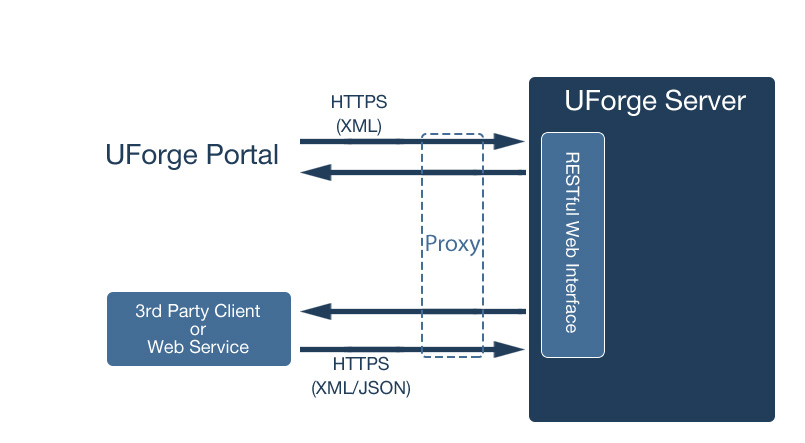 HTTPS
(XML)
UForge Server
UForge Portal
RESTful Web Interface
Proxy
3rd Party Client
or
Web Service
HTTPS
(XML/JSON)